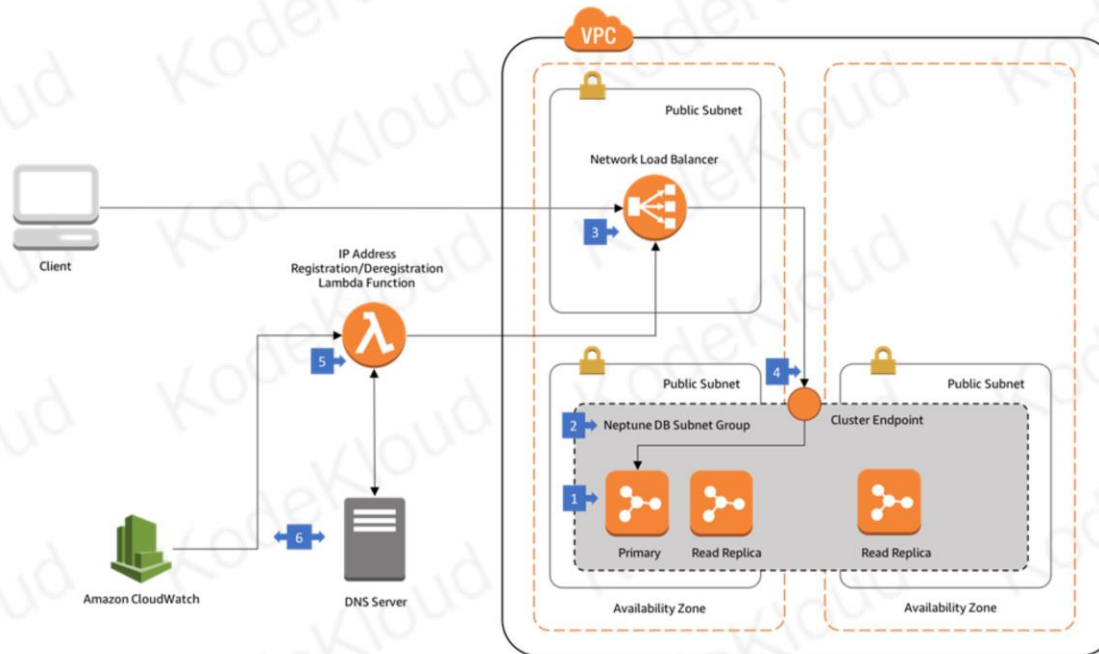 VPC
Public Subnet
Network Load Balancer
3
Client
IP Address
Registration/Deregistration
Lambda Function
5
Public Subnet
4
Public Subnet
2
Neptune DB Subnet Group
Cluster Endpoint
1
Primary
Read Replica
Read Replica
6
Amazon CloudWatch
DNS Server
Availability Zone
Availability Zone
KodeKloud